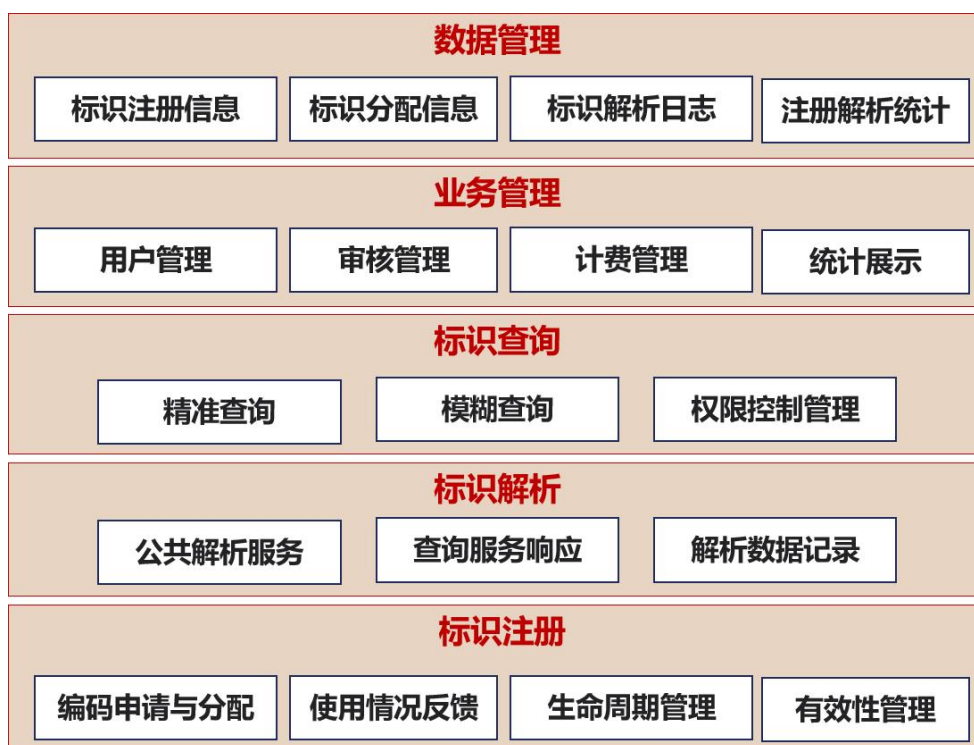 数据管理
标识注册信息 标识分配信息 标识解析日志 注册解析统计
业务管理
用户管理 审核管理 计费管理 统计展示
标识查询
精准查询 模糊查询 权限控制管理
标识解析
公共解析服务 查询服务响应 解析数据记录
标识注册
编码申请与分配 使用情况反馈 生命周期管理 有效性管理